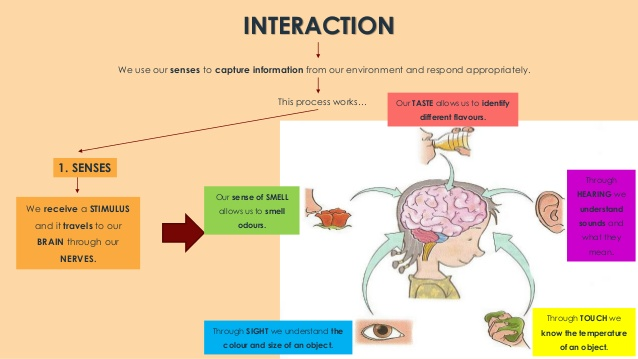 INTERACTION
We use our senses to capture information from our environment and respond appropriately.
This process works…
Our TASTE allows us to identify
different flavours.
1. SENSES
We receive a STIMULUS
and it travels to our
BRAIN through our
NERVES.
Our sense of SMELL
allows us to smell
odours.
Through
HEARING we
understand
sounds and
what they
mean.
Through SIGHT we understand the
colour and size of an object.
Through TOUCH we
know the temperature
of an object.